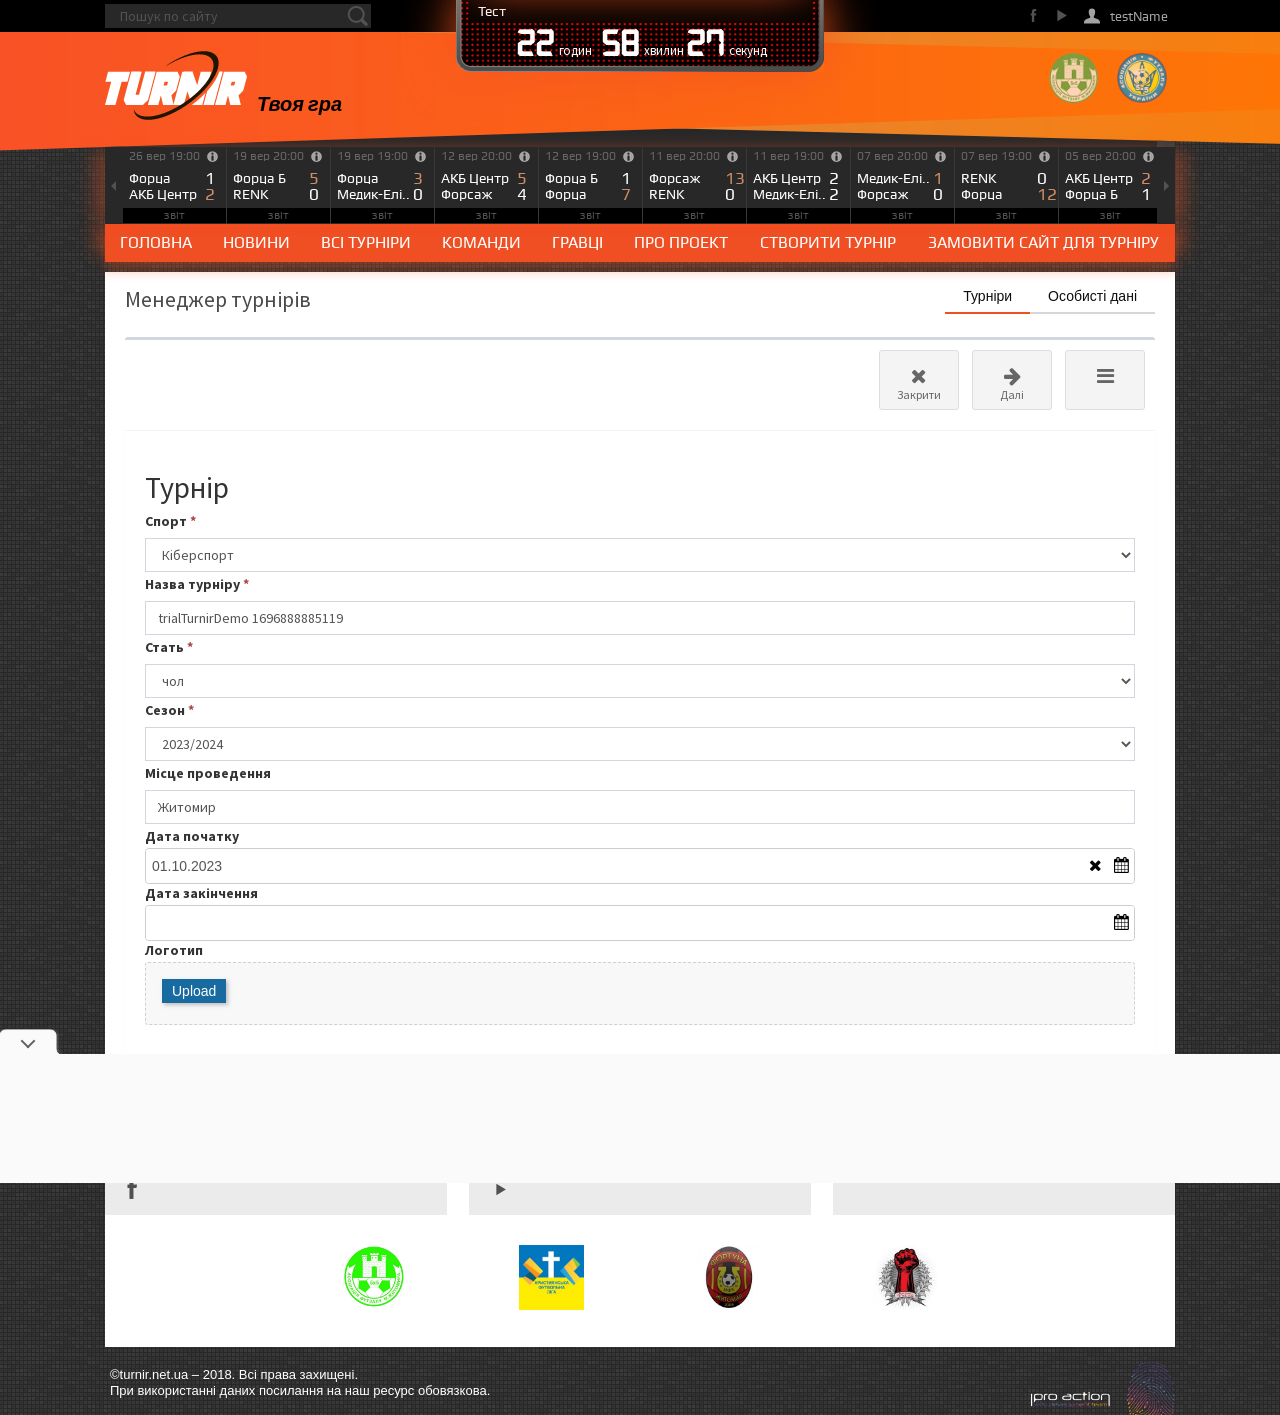 Пошук по сайту
Тест
22 годин 58 хвилин 27 секунд
testName
TURNIR
Твоя гра
26 вер 19:00 19 вер 20:00 19 вер 19:00 12 вер 20:00 12 вер 19:00 11 вер 20:00 11 вер 19:00 07 вер 20:00 07 вер 19:00 05 вер 20:00
Форца 1 Форца Б 5 Форца 3 АКБ Центр 5 Форца Б 1 Форсаж 13 АКБ Центр 2 Медик-Елі.. 1 RENK 0 АКБ Центр 2
АКБ Центр 2 RENK 0 Медик-Елі.. 0 Форсаж 4 Форца 7 RENK 0 Медик-Елі.. 2 Форсаж 0 Форца 12 Форца Б 1
звіт звіт звіт звіт звіт звіт звіт звіт звіт звіт
ГОЛОВНА НОВИНИ ВСІ ТУРНІРИ КОМАНДИ ГРАВЦІ ПРО ПРОЕКТ СТВОРИТИ ТУРНІР ЗАМОВИТИ САЙТ ДЛЯ ТУРНІРУ
Менеджер турнірів
Турніри Особисті дані
Закрити Далі
Турнір
Спорт *
Кіберспорт
Назва турніру *
trialTurnirDemo 1696888885119
Стать *
чол
Сезон *
2023/2024
Місце проведення
Житомир
Дата початку
01.10.2023
Дата закінчення
Логотип
Upload
©turnir.net.ua – 2018. Всі права захищені.
При використанні даних посилання на наш ресурс обовязкова.
pro action